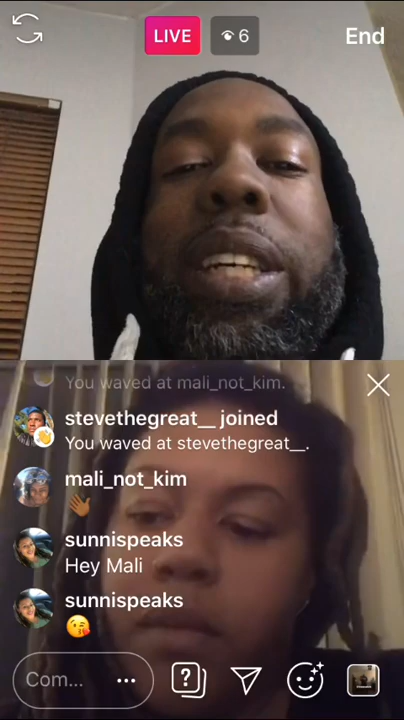 LIVE
6
End
You waved at mali_not_kim.
stevethegreat__ joined
You waved at stevethegreat__.
mali_not_kim
sunnispeaks
Hey Mali
sunnispeaks
Com...